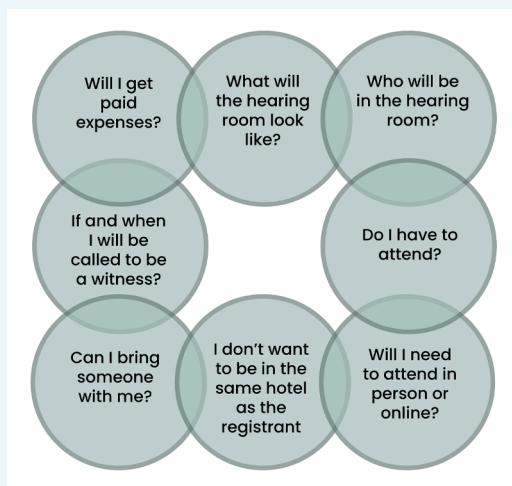 Will I get
paid
expenses?
What will
the hearing
room look
like?
Who will be
in the hearing
room?
If and when
I will be
called to be
a witness?
Do I have to
attend?
Can I bring
someone
with me?
I don’t want
to be in the
same hotel
as the
registrant
Will I need
to attend in
person or
online?